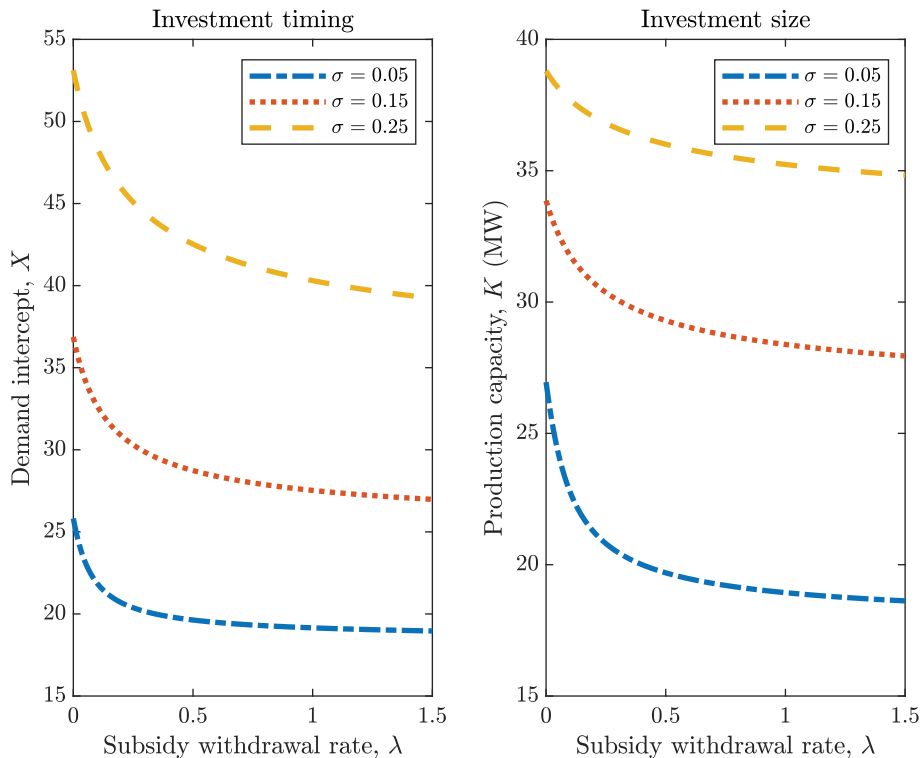 Investment timing
55
50
45
40
35
30
25
20
15
0
0.5
1
1.5
Demand intercept, X
Subsidy withdrawal rate, λ
σ = 0.05
σ = 0.15
σ = 0.25
Investment size
40
35
30
25
20
15
0
0.5
1
1.5
Production capacity, K (MW)
Subsidy withdrawal rate, λ
σ = 0.05
σ = 0.15
σ = 0.25